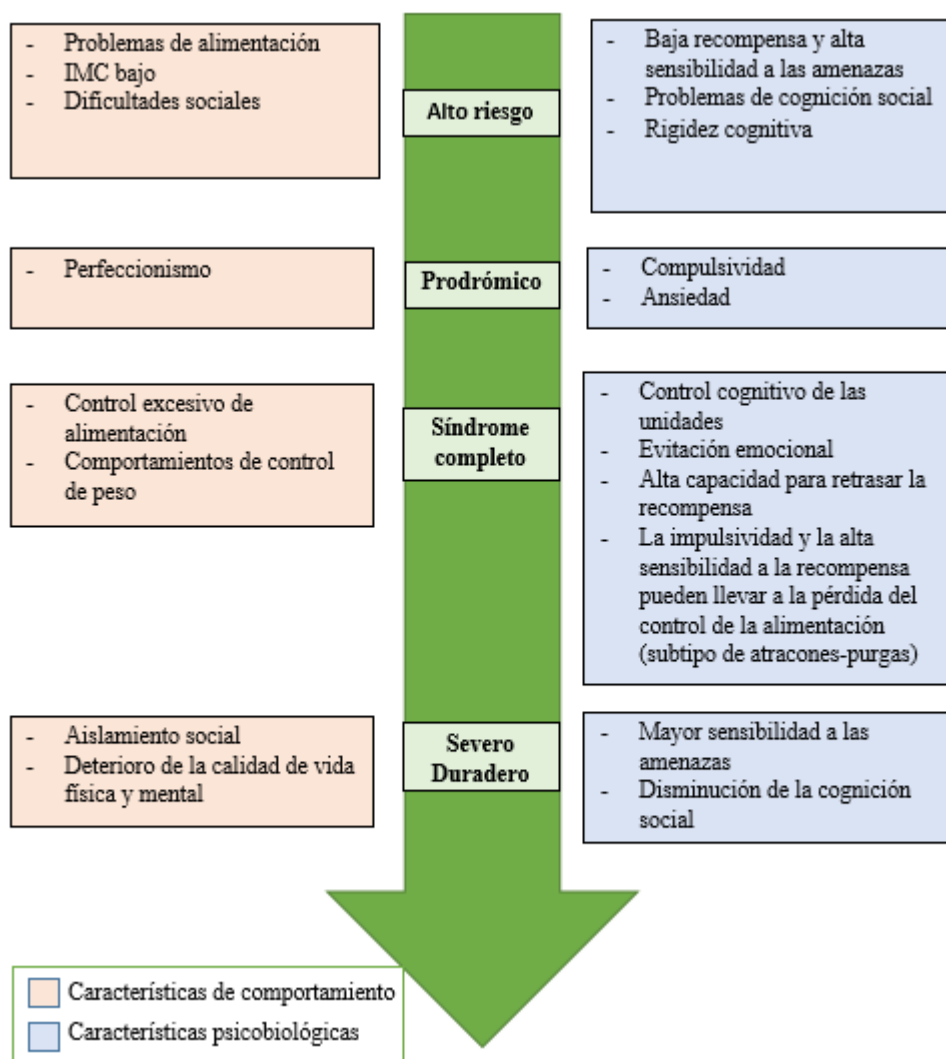 - Problemas de alimentación
- IMC bajo
- Dificultades sociales
Alto riesgo
- Baja recompensa y alta
sensibilidad a las amenazas
- Problemas de cognición social
- Rigidez cognitiva
- Perfeccionismo
Prodrómico
- Compulsividad
- Ansiedad
- Control excesivo de
alimentación
- Comportamientos de control
de peso
Síndrome
completo
- Control cognitivo de las
unidades
- Evitación emocional
- Alta capacidad para retrasar la
recompensa
- La impulsividad y la alta
sensibilidad a la recompensa
pueden llevar a la pérdida del
control de la alimentación
(subtipo de atracones-purgas)
- Aislamiento social
- Deterioro de la calidad de vida
física y mental
Severo
Duradero
- Mayor sensibilidad a las
amenazas
- Disminución de la cognición
social
Características de comportamiento
Características psicobiológicas